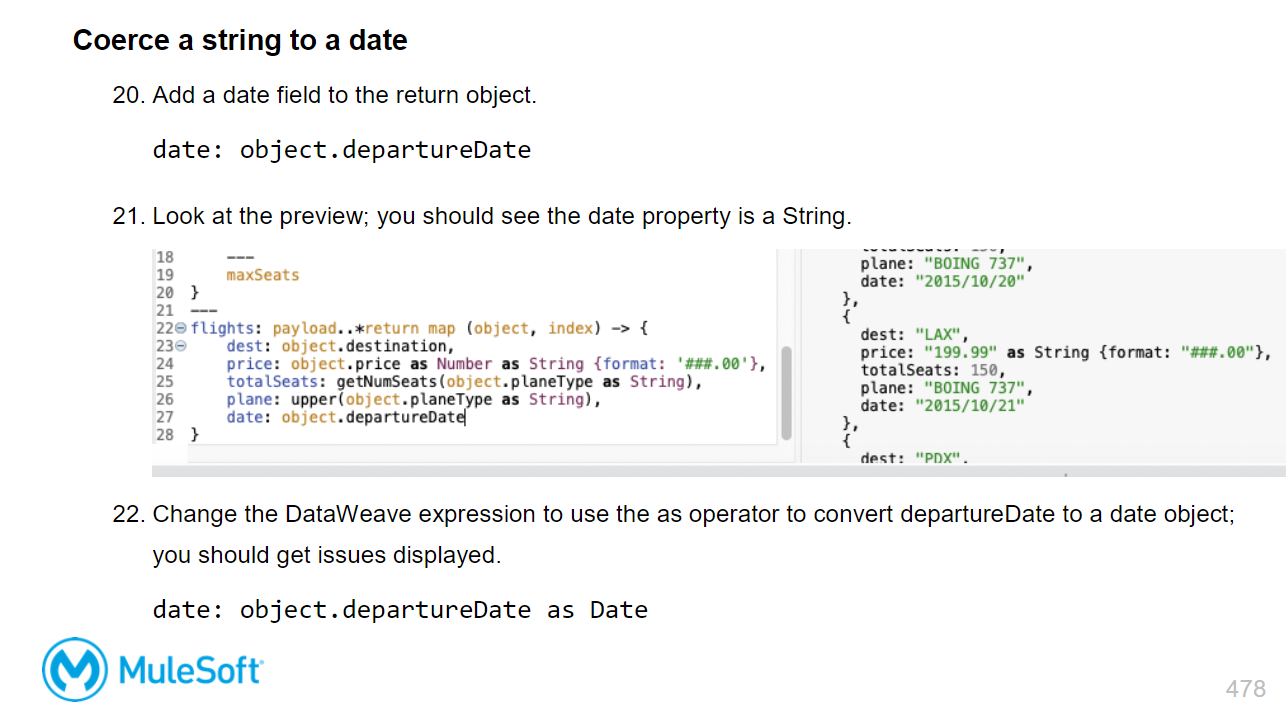 Coerce a string to a date
20. Add a date field to the return object.
date: object.departureDate
21. Look at the preview; you should see the date property is a String.
18 ---
19 maxSeats
20 }
21 ---
22 flights: payload..*return map (object, index) -> {
23 dest: object.destination,
24 price: object.price as Number as String {format: '###.00'},
25 totalSeats: getNumSeats(object.planeType as String),
26 plane: upper(object.planeType as String),
27 date: object.departureDate
28 }
plane: "BOING 737",
date: "2015/10/20"
},
{
dest: "LAX",
price: "199.99" as String {format: "###.00"},
totalSeats: 150,
plane: "BOING 737",
date: "2015/10/21"
},
{
dest: "PDX",
22. Change the DataWeave expression to use the as operator to convert departureDate to a date object;
you should get issues displayed.
date: object.departureDate as Date
MuleSoft
478